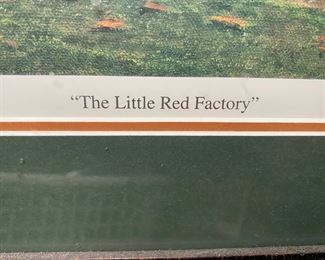 “The Little Red Factory”